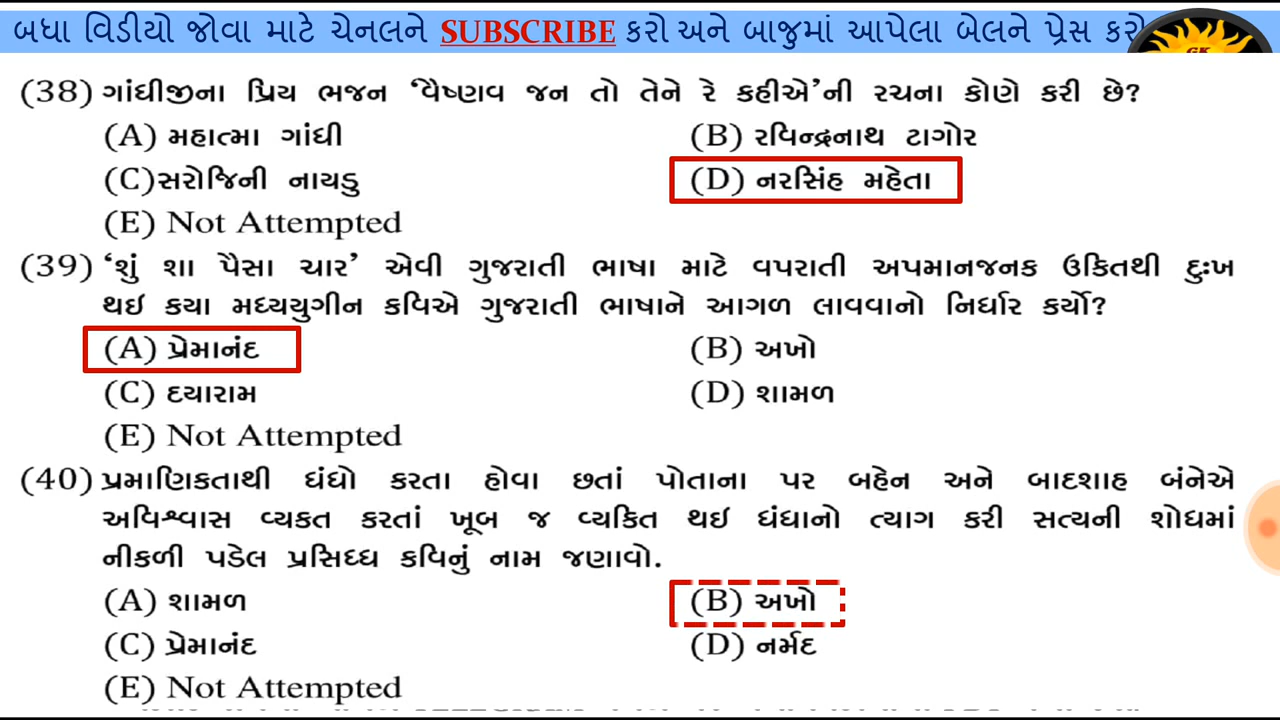 બધા વિડીયો જોવા માટે ચેનલને SUBSCRIBE કરો અને બાજુમાં આપેલા બેલને પ્રેસ કરો
GK
(38) ગાંધીજીના પ્રિય ભજન ‘વૈષ્ણવ જન તો તેને રે કહીએ’ની રચના કોણે કરી છે?
(A) મહાત્મા ગાંધી (B) રવિન્દ્રનાથ ટાગોર
(C)સરોજિની નાયડુ (D) નરસિંહ મહેતા
(E) Not Attempted
(39) ‘શું શા પૈસા ચાર’ એવી ગુજરાતી ભાષા માટે વપરાતી અપમાનજનક ઉકિતથી દુઃખ
થઇ કયા મધ્યયુગીન કવિએ ગુજરાતી ભાષાને આગળ લાવવાનો નિર્ધાર કર્યો?
(A) પ્રેમાનંદ (B) અખો
(C) દયારામ (D) શામળ
(E) Not Attempted
(40) પ્રમાણિકતાથી ધંધો કરતા હોવા છતાં પોતાના પર બહેન અને બાદશાહ બંનેએ
અવિશ્વાસ વ્યકત કરતાં ખૂબ જ વ્યકિત થઇ ધંધાનો ત્યાગ કરી સત્યની શોધમાં
નીકળી પડેલ પ્રસિધ્ધ કવિનું નામ જણાવો.
(A) શામળ (B) અખો
(C) પ્રેમાનંદ (D) નર્મદ
(E) Not Attempted